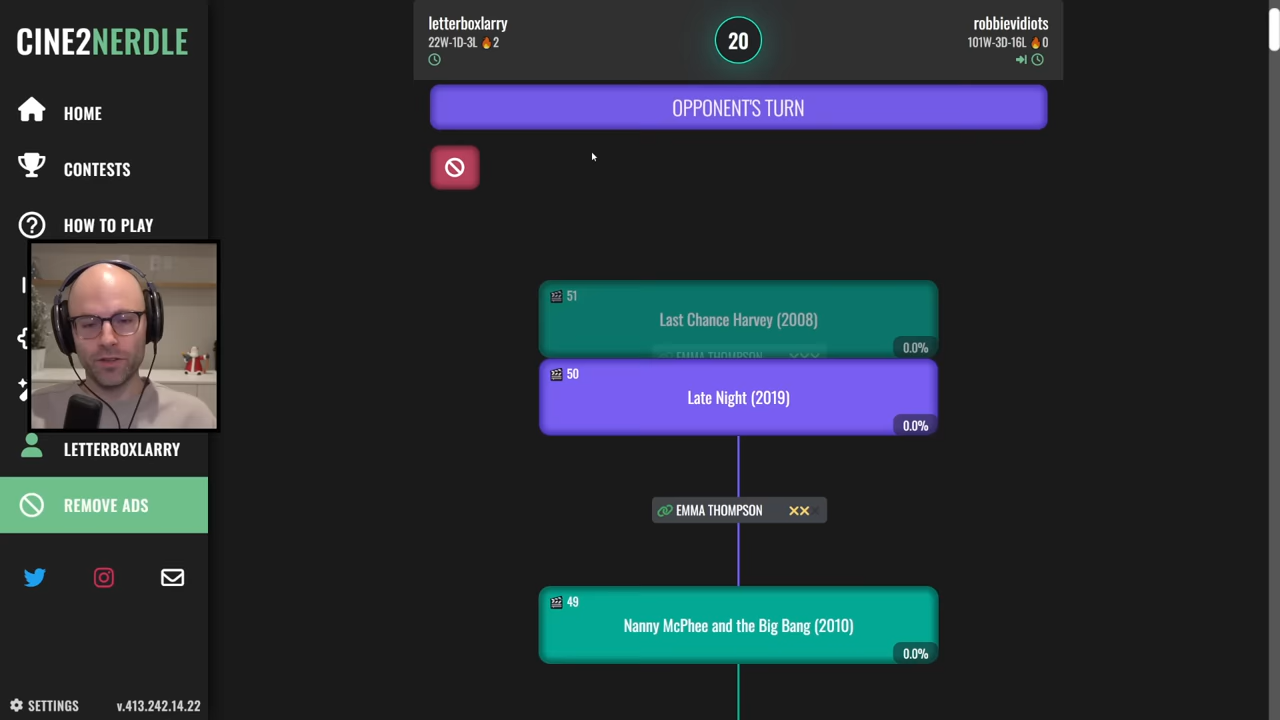 CINE2NERDLE
HOME
CONTESTS
HOW TO PLAY
LETTERBOXLARRY
REMOVE ADS
SETTINGS
v.413.242.14.22
letterboxlarry
22W-1D-3L 🔥2
20
robbievidiots
101W-3D-16L 🔥0
OPPONENT'S TURN
51
Last Chance Harvey (2008)
0.0%
EMMA THOMPSON
50
Late Night (2019)
0.0%
EMMA THOMPSON
49
Nanny McPhee and the Big Bang (2010)
0.0%